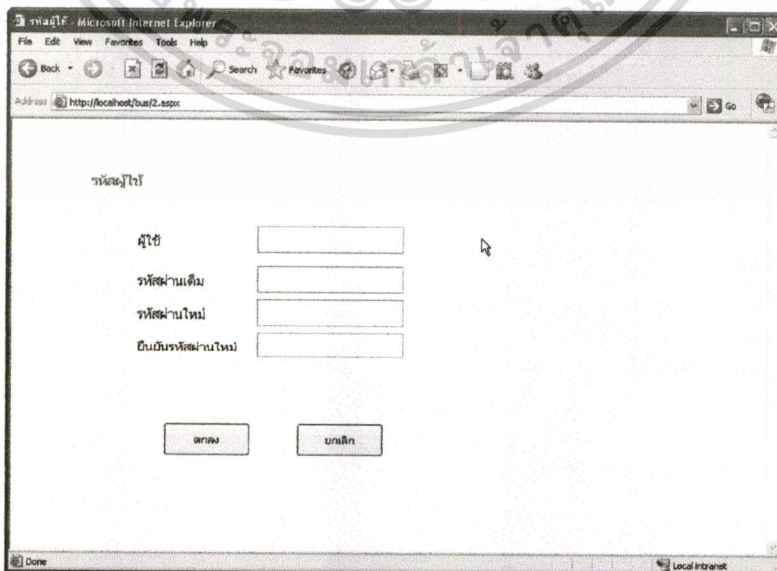 รหัสผู้ใช้ - Microsoft Internet Explorer
File Edit View Favorites Tools Help
Back Search Favorites
Address http://localhost/bus/2.aspx Go
รหัสผู้ใช้
ผู้ใช้
รหัสผ่านเดิม
รหัสผ่านใหม่
ยืนยันรหัสผ่านใหม่
ตกลง ยกเลิก
Done Local intranet